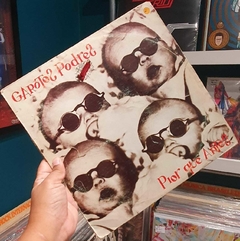 GAROTOS PODRES
Pior que Antes